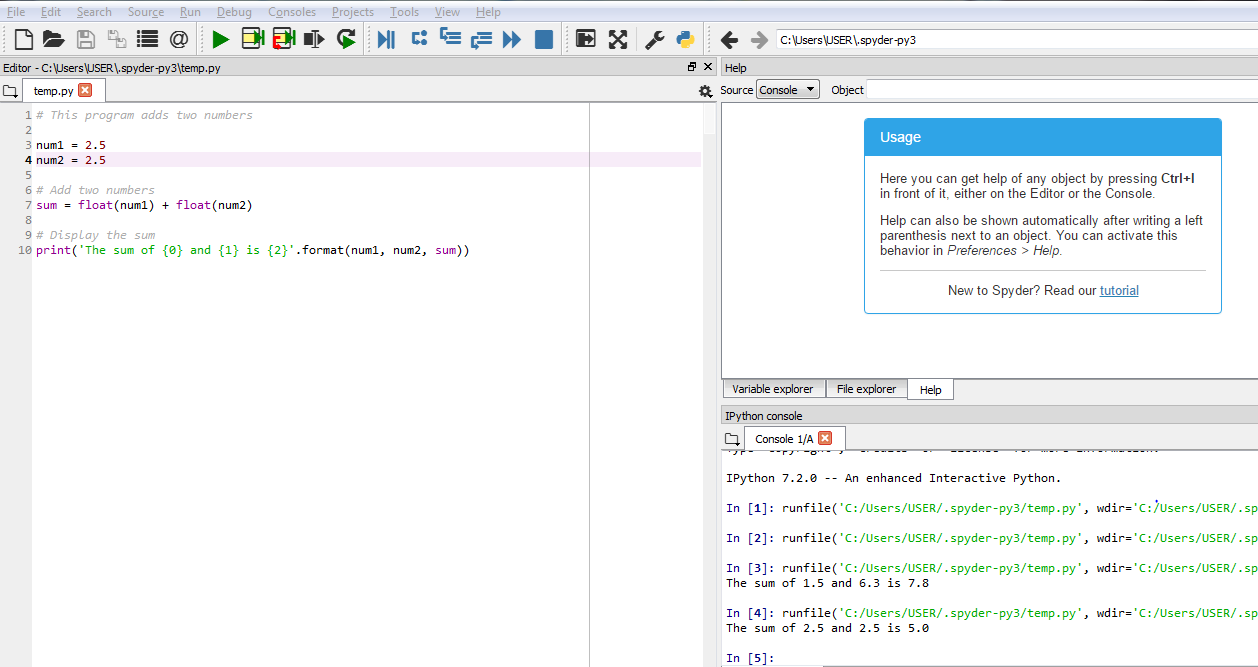 File Edit Search Source Run Debug Consoles Projects Tools View Help
C:\Users\USER\.spyder-py3
Editor - C:\Users\USER\.spyder-py3\temp.py
temp.py
1 # This program adds two numbers
2
3 num1 = 2.5
4 num2 = 2.5
5
6 # Add two numbers
7 sum = float(num1) + float(num2)
8
9 # Display the sum
10 print('The sum of {0} and {1} is {2}'.format(num1, num2, sum))
Help
Source Console Object
Usage
Here you can get help of any object by pressing Ctrl+I
in front of it, either on the Editor or the Console.
Help can also be shown automatically after writing a left
parenthesis next to an object. You can activate this
behavior in Preferences > Help.
New to Spyder? Read our tutorial
Variable explorer File explorer Help
IPython console
Console 1/A
IPython 7.2.0 -- An enhanced Interactive Python.
In [1]: runfile('C:/Users/USER/.spyder-py3/temp.py', wdir='C:/Users/USER/.sp
In [2]: runfile('C:/Users/USER/.spyder-py3/temp.py', wdir='C:/Users/USER/.sp
In [3]: runfile('C:/Users/USER/.spyder-py3/temp.py', wdir='C:/Users/USER/.sp
The sum of 1.5 and 6.3 is 7.8
In [4]: runfile('C:/Users/USER/.spyder-py3/temp.py', wdir='C:/Users/USER/.sp
The sum of 2.5 and 2.5 is 5.0
In [5]: